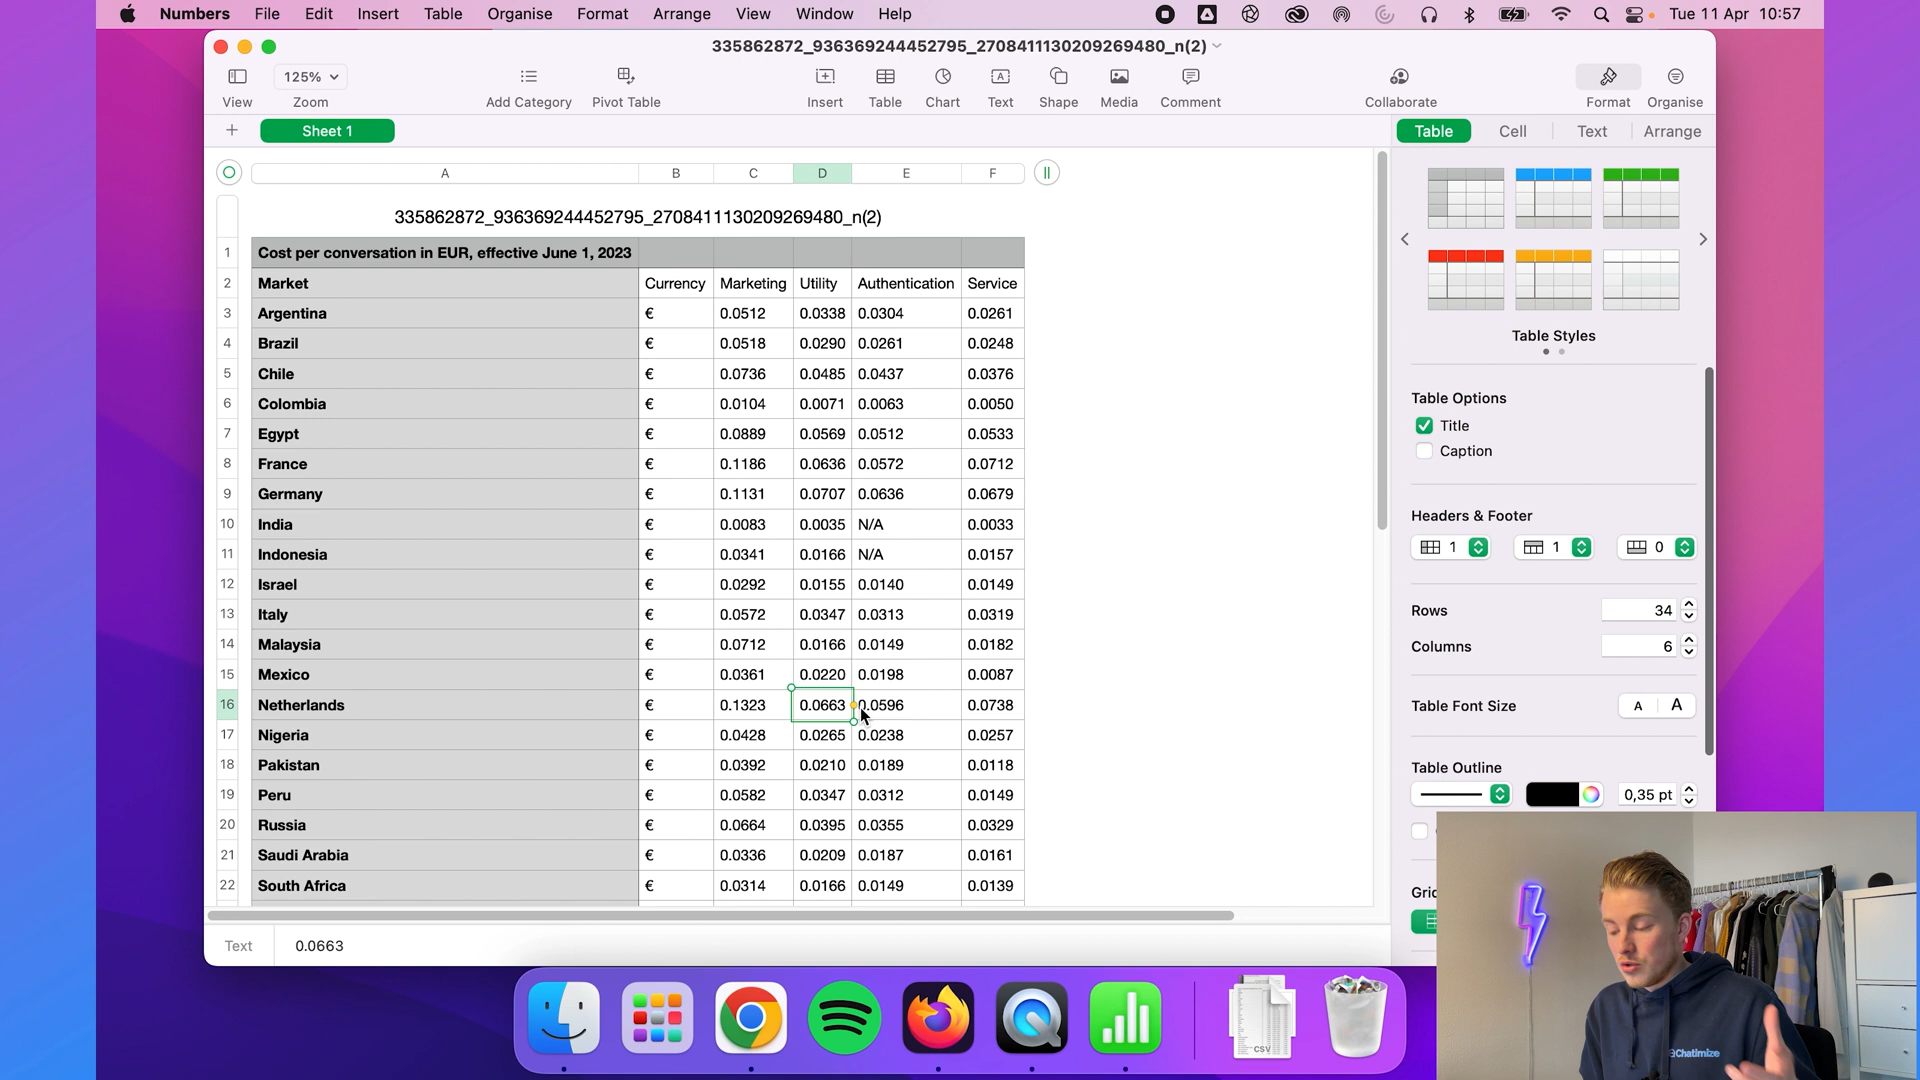 Numbers File Edit Insert Table Organise Format Arrange View Window Help Tue 11 Apr 10:57
335862872_936369244452795_2708411130209269480_n(2)
125%
View Zoom Add Category Pivot Table Insert Table Chart Text Shape Media Comment Collaborate Format Organise
Sheet 1
Table Cell Text Arrange
A B C D E F
335862872_936369244452795_2708411130209269480_n(2)
1 Cost per conversation in EUR, effective June 1, 2023
2 Market Currency Marketing Utility Authentication Service
3 Argentina € 0.0512 0.0338 0.0304 0.0261
4 Brazil € 0.0518 0.0290 0.0261 0.0248
5 Chile € 0.0736 0.0485 0.0437 0.0376
6 Colombia € 0.0104 0.0071 0.0063 0.0050
7 Egypt € 0.0889 0.0569 0.0512 0.0533
8 France € 0.1186 0.0636 0.0572 0.0712
9 Germany € 0.1131 0.0707 0.0636 0.0679
10 India € 0.0083 0.0035 N/A 0.0033
11 Indonesia € 0.0341 0.0166 N/A 0.0157
12 Israel € 0.0292 0.0155 0.0140 0.0149
13 Italy € 0.0572 0.0347 0.0313 0.0319
14 Malaysia € 0.0712 0.0166 0.0149 0.0182
15 Mexico € 0.0361 0.0220 0.0198 0.0087
16 Netherlands € 0.1323 0.0663 0.0596 0.0738
17 Nigeria € 0.0428 0.0265 0.0238 0.0257
18 Pakistan € 0.0392 0.0210 0.0189 0.0118
19 Peru € 0.0582 0.0347 0.0312 0.0149
20 Russia € 0.0664 0.0395 0.0355 0.0329
21 Saudi Arabia € 0.0336 0.0209 0.0187 0.0161
22 South Africa € 0.0314 0.0166 0.0149 0.0139
Text 0.0663
Table Styles
Table Options
Title
Caption
Headers & Footer
1 1 0
Rows 34
Columns 6
Table Font Size A A
Table Outline
0,35 pt
CSV
Chatimize